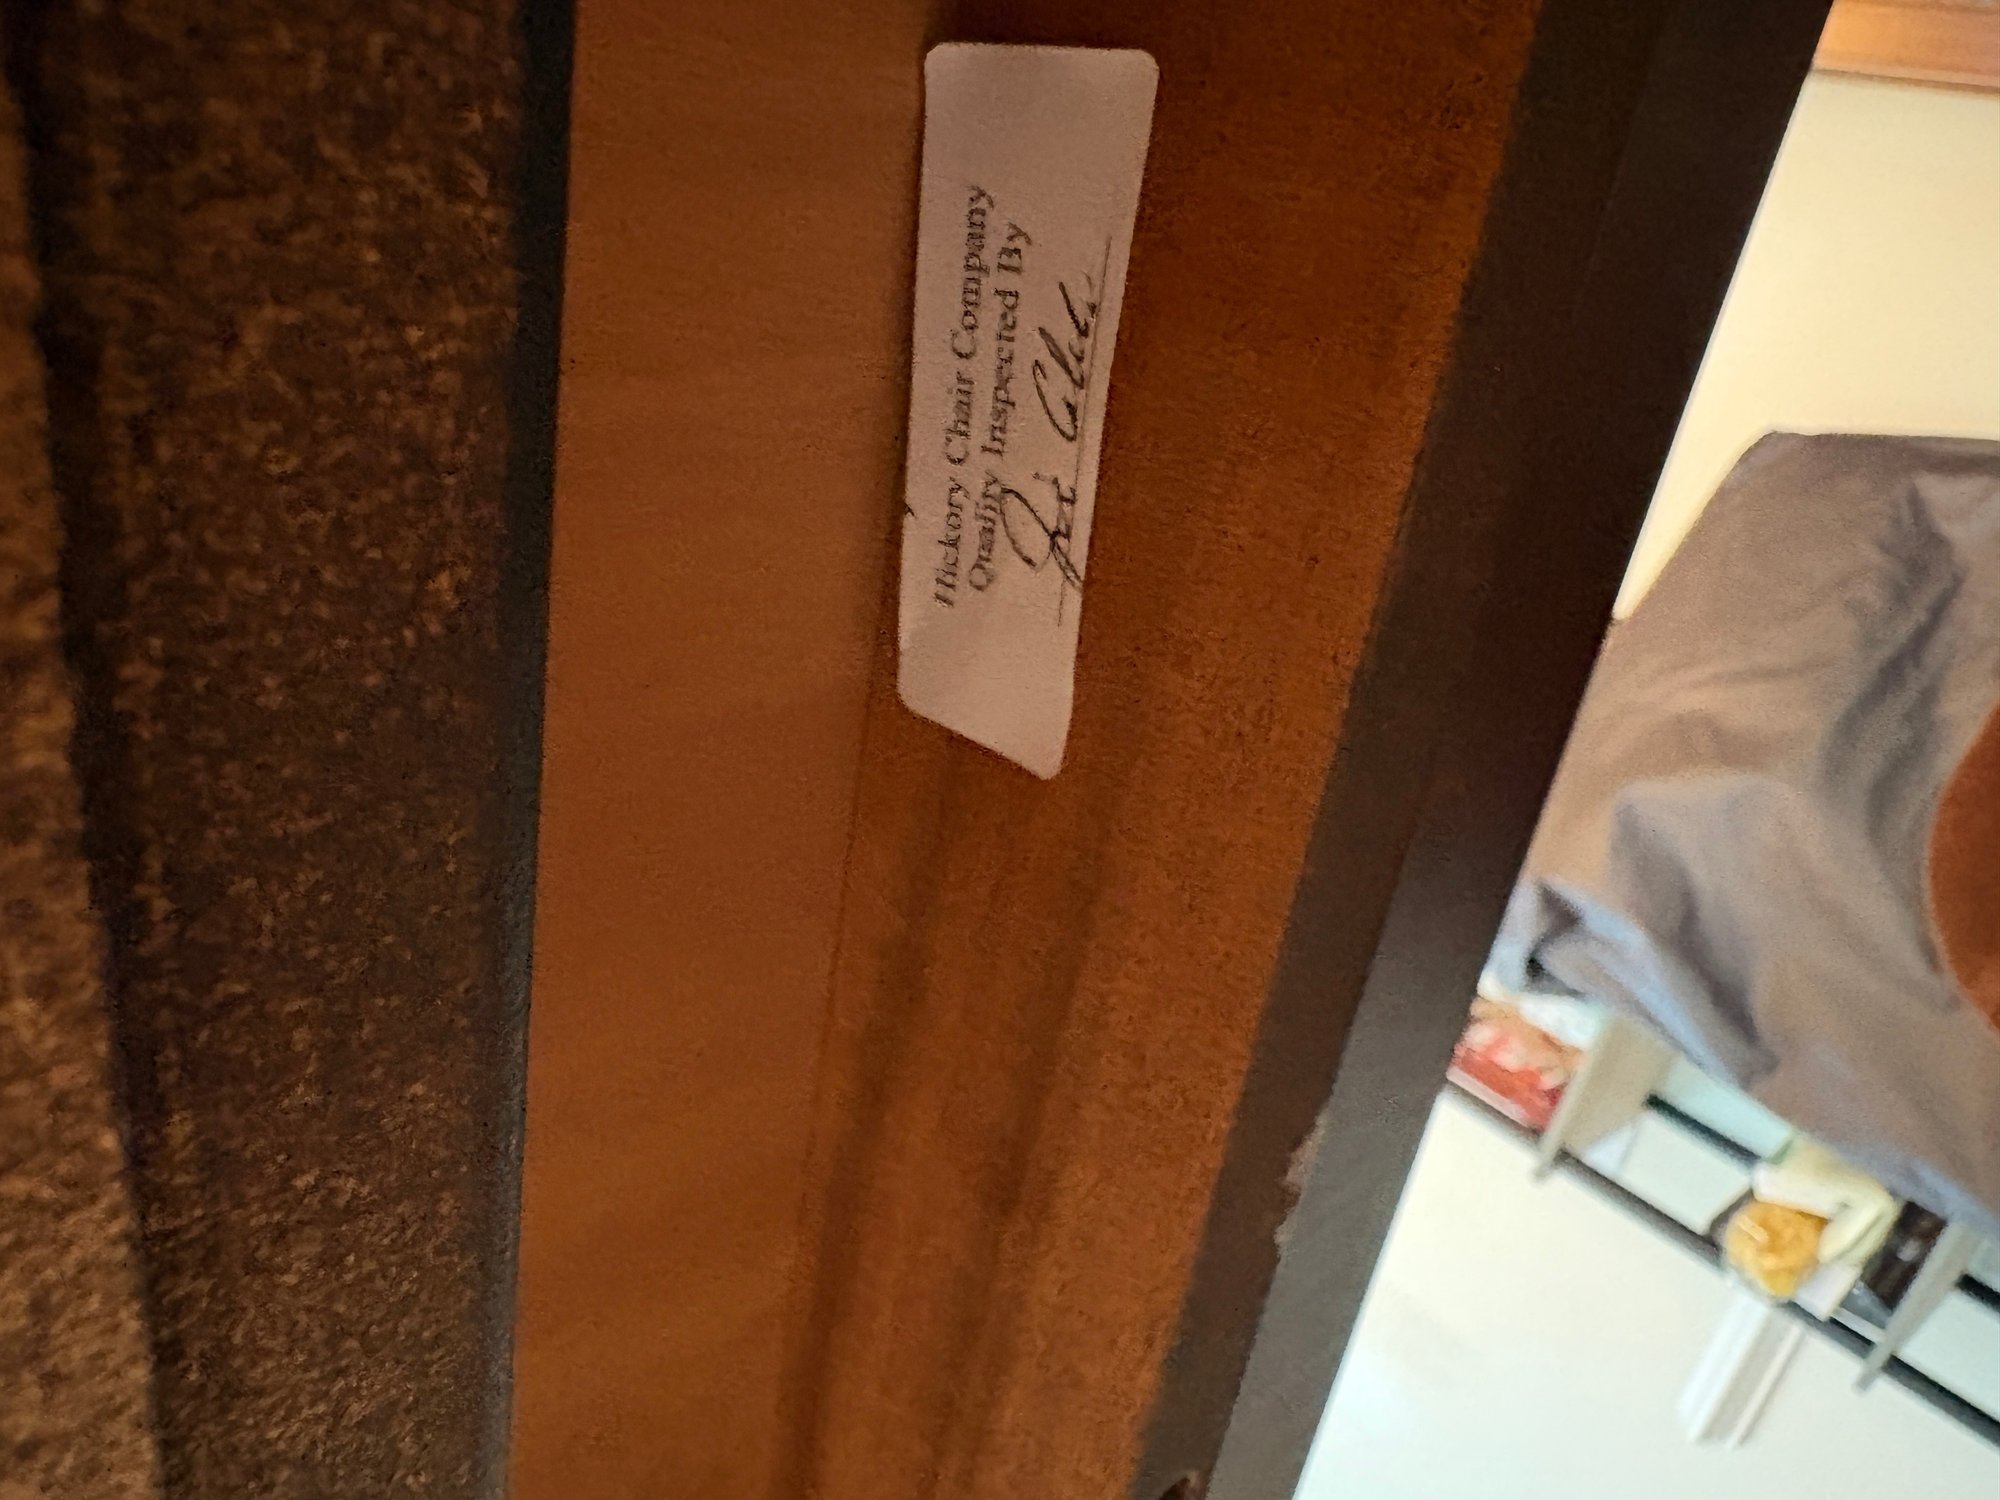 Hickory Chair Company
Quality Inspected By